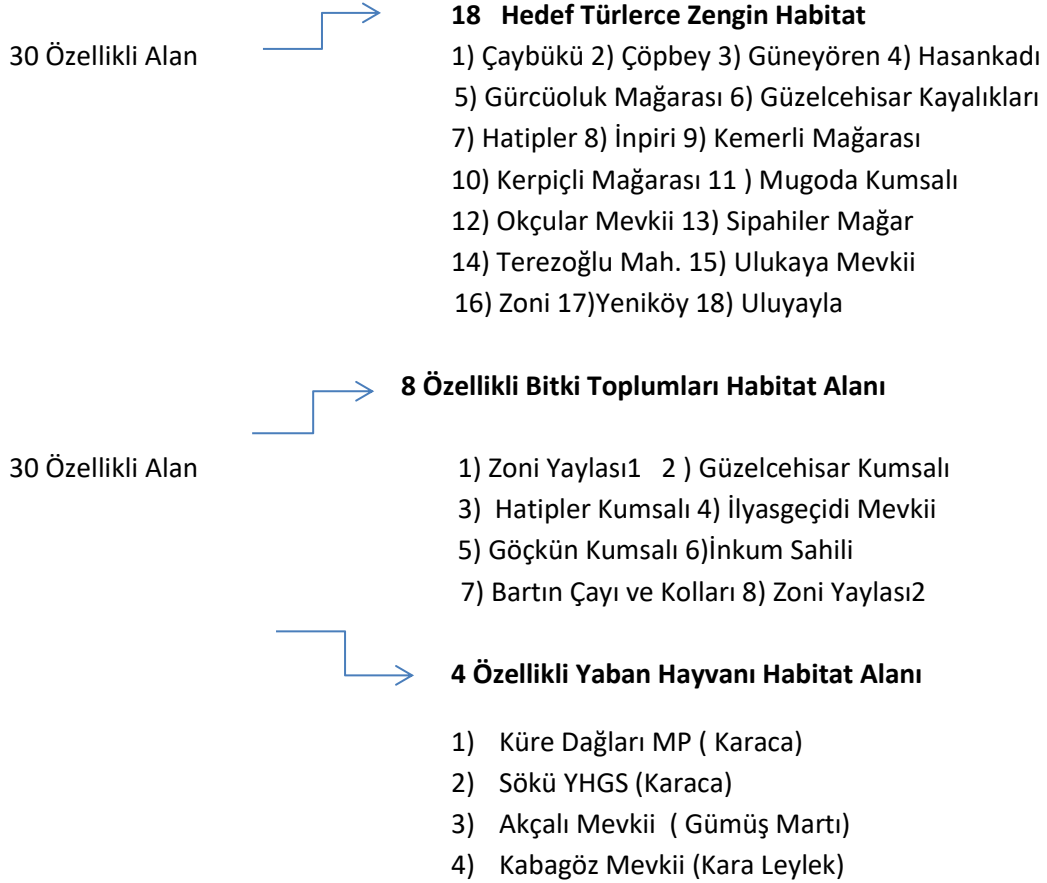 18 Hedef Türlerce Zengin Habitat
30 Özellikli Alan 1) Çaybükü 2) Çöpbey 3) Güneyören 4) Hasankadı
5) Gürcüoluk Mağarası 6) Güzelcehisar Kayalıkları
7) Hatipler 8) İnpiri 9) Kemerli Mağarası
10) Kerpiçli Mağarası 11 ) Mugoda Kumsalı
12) Okçular Mevkii 13) Sipahiler Mağar
14) Terezoğlu Mah. 15) Ulukaya Mevkii
16) Zoni 17)Yeniköy 18) Uluyayla
8 Özellikli Bitki Toplumları Habitat Alanı
30 Özellikli Alan 1) Zoni Yaylası1 2 ) Güzelcehisar Kumsalı
3) Hatipler Kumsalı 4) İlyasgeçidi Mevkii
5) Göçkün Kumsalı 6)İnkum Sahili
7) Bartın Çayı ve Kolları 8) Zoni Yaylası2
4 Özellikli Yaban Hayvanı Habitat Alanı
1) Küre Dağları MP ( Karaca)
2) Sökü YHGS (Karaca)
3) Akçalı Mevkii ( Gümüş Martı)
4) Kabagöz Mevkii (Kara Leylek)